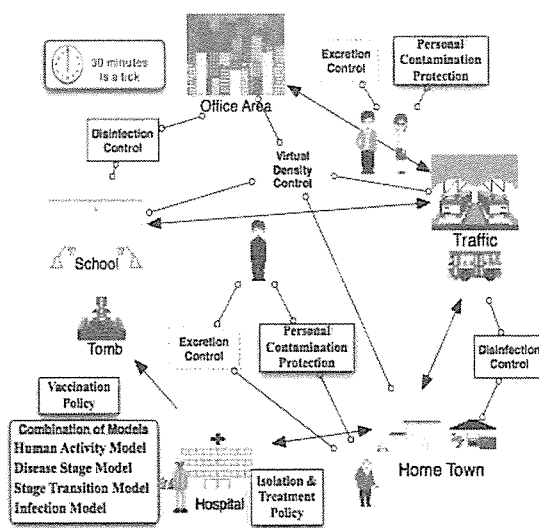 30 minutes
is a tick
Office Area
Excretion
Control
Personal
Contamination
Protection
Disinfection
Control
Virtual
Density
Control
School
Traffic
Tomb
Excretion
Control
Personal
Contamination
Protection
Disinfection
Control
Vaccination
Policy
Combination of Models
Human Activity Model
Disease Stage Model
Stage Transition Model
Infection Model
Hospital
Isolation &
Treatment
Policy
Home Town